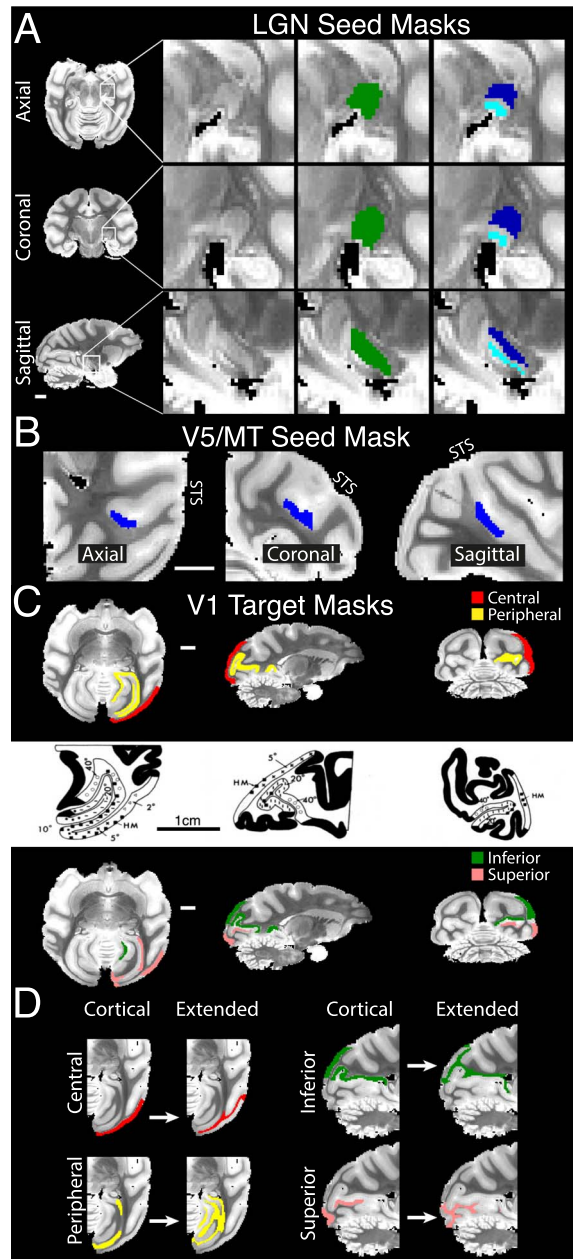 A
LGN Seed Masks
Axial
Coronal
Sagittal
B
V5/MT Seed Mask
STS
STS
STS
Axial
Coronal
Sagittal
C
V1 Target Masks
Central
Peripheral
40°
20°
2°
10°
HM
5°
1cm
5°
HM
20°
40°
HM
40°
Inferior
Superior
D
Cortical
Extended
Cortical
Extended
Central
Inferior
Peripheral
Superior